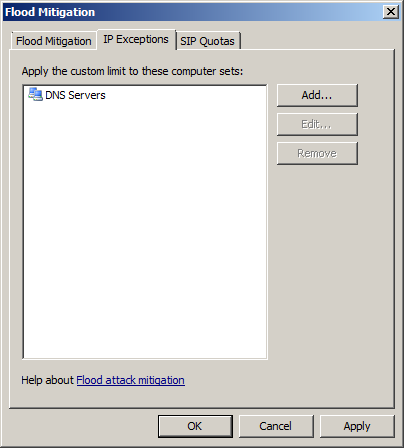 Flood Mitigation
Flood Mitigation IP Exceptions SIP Quotas
Apply the custom limit to these computer sets:
DNS Servers
Add...
Edit...
Remove
Help about Flood attack mitigation
OK Cancel Apply